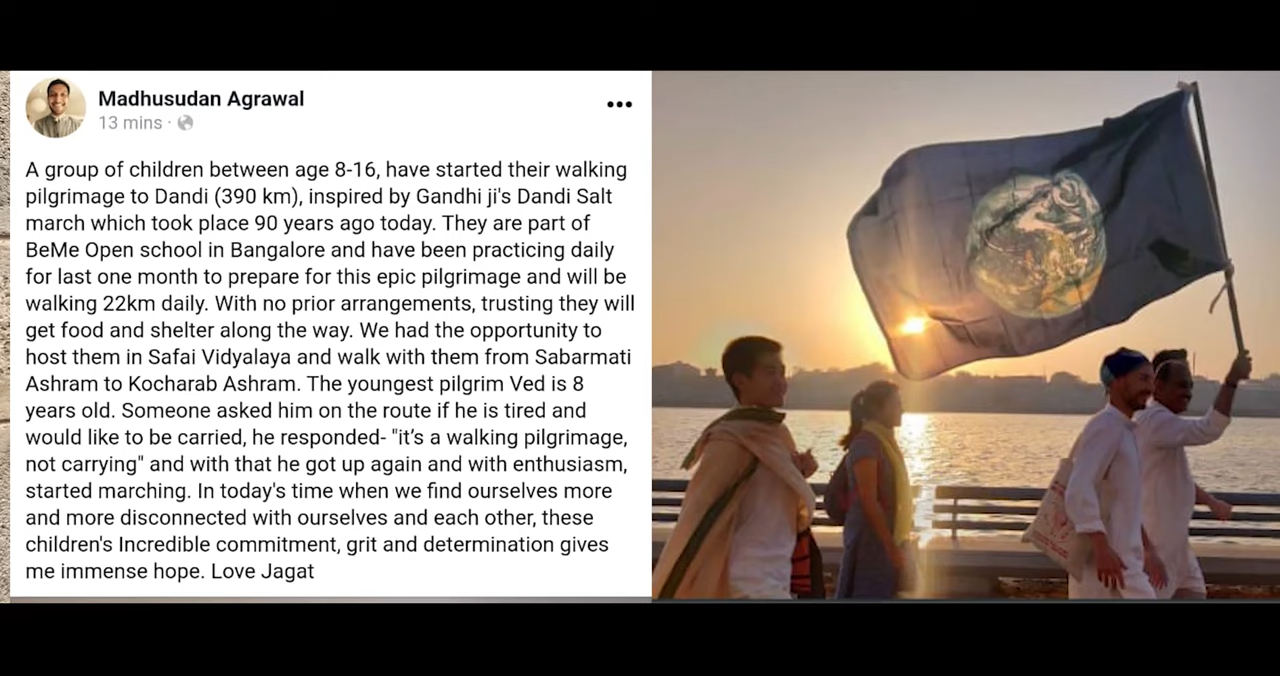 Madhusudan Agrawal
13 mins ·
A group of children between age 8-16, have started their walking
pilgrimage to Dandi (390 km), inspired by Gandhi ji's Dandi Salt
march which took place 90 years ago today. They are part of
BeMe Open school in Bangalore and have been practicing daily
for last one month to prepare for this epic pilgrimage and will be
walking 22km daily. With no prior arrangements, trusting they will
get food and shelter along the way. We had the opportunity to
host them in Safai Vidyalaya and walk with them from Sabarmati
Ashram to Kocharab Ashram. The youngest pilgrim Ved is 8
years old. Someone asked him on the route if he is tired and
would like to be carried, he responded- "it’s a walking pilgrimage,
not carrying" and with that he got up again and with enthusiasm,
started marching. In today's time when we find ourselves more
and more disconnected with ourselves and each other, these
children's Incredible commitment, grit and determination gives
me immense hope. Love Jagat